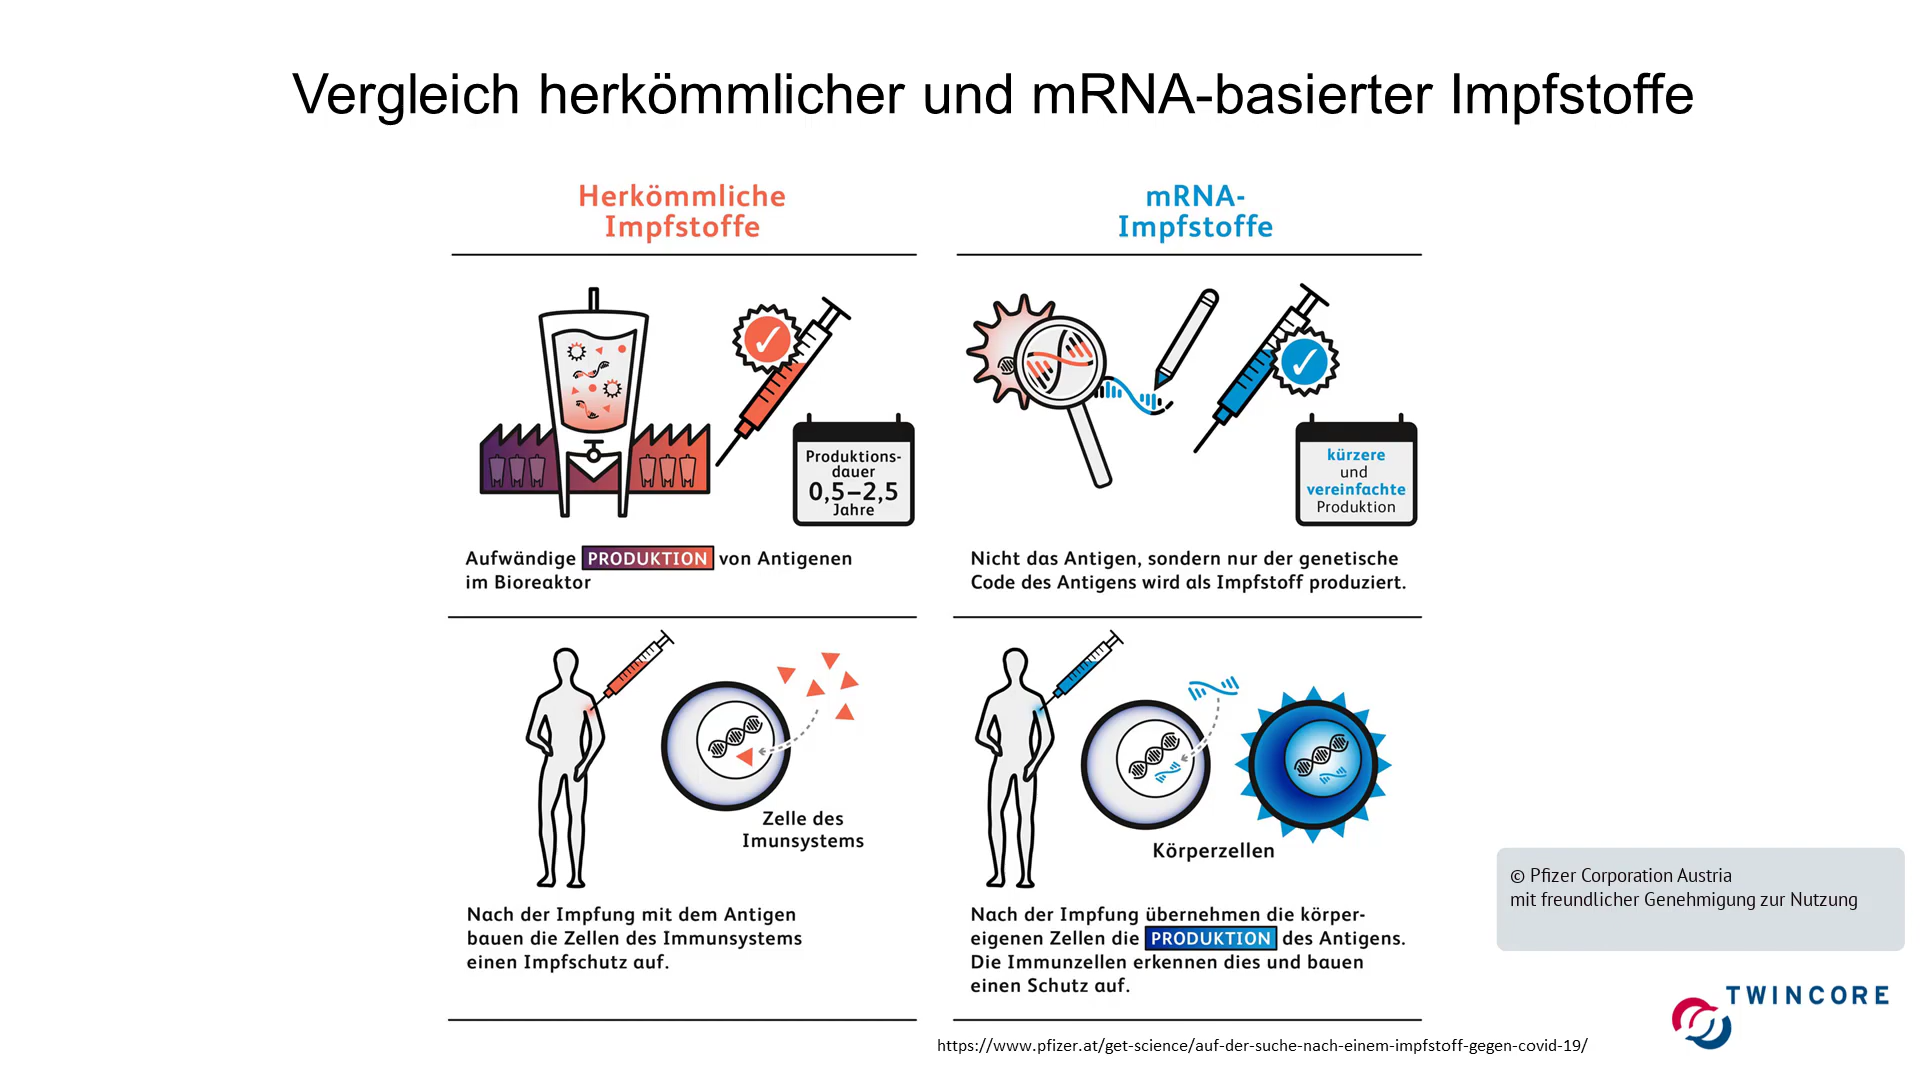 Vergleich herkömmlicher und mRNA-basierter Impfstoffe
Herkömmliche
Impfstoffe
Produktions-
dauer
0,5–2,5
Jahre
Aufwändige PRODUKTION von Antigenen
im Bioreaktor
Zelle des
Imunsystems
Nach der Impfung mit dem Antigen
bauen die Zellen des Immunsystems
einen Impfschutz auf.
mRNA-
Impfstoffe
kürzere
und
vereinfachte
Produktion
Nicht das Antigen, sondern nur der genetische
Code des Antigens wird als Impfstoff produziert.
Körperzellen
Nach der Impfung übernehmen die körper-
eigenen Zellen die PRODUKTION des Antigens.
Die Immunzellen erkennen dies und bauen
einen Schutz auf.
© Pfizer Corporation Austria
mit freundlicher Genehmigung zur Nutzung
TWINCORE
https://www.pfizer.at/get-science/auf-der-suche-nach-einem-impfstoff-gegen-covid-19/